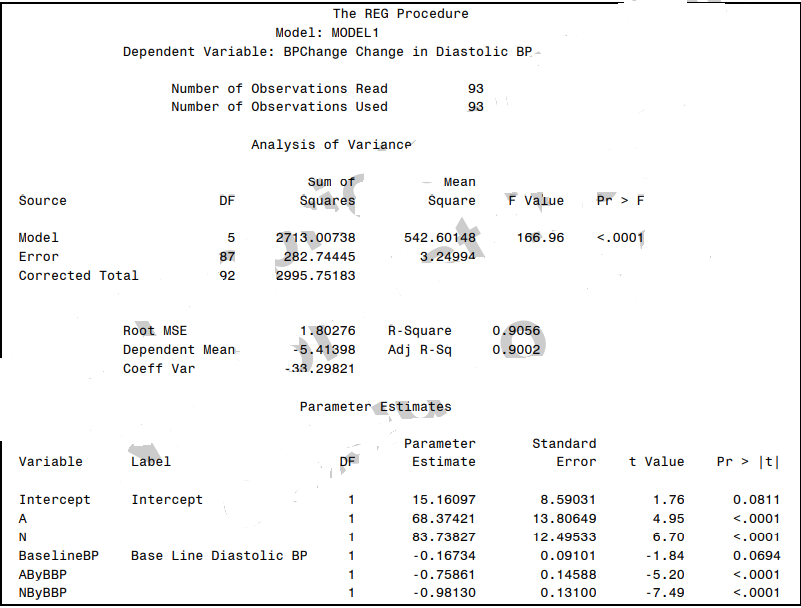 The REG Procedure
Model: MODEL1
Dependent Variable: BPChange Change in Diastolic BP
Number of Observations Read 93
Number of Observations Used 93
Analysis of Variance
Sum of Mean
Source DF Squares Square F Value Pr > F
Model 5 2713.00738 542.60148 166.96 <.0001
Error 87 282.74445 3.24994
Corrected Total 92 2995.75183
Root MSE 1.80276 R-Square 0.9056
Dependent Mean -5.41398 Adj R-Sq 0.9002
Coeff Var -33.29821
Parameter Estimates
Parameter Standard
Variable Label DF Estimate Error t Value Pr > |t|
Intercept Intercept 1 15.16097 8.59031 1.76 0.0811
A 1 68.37421 13.80649 4.95 <.0001
N 1 83.73827 12.49533 6.70 <.0001
BaselineBP Base Line Diastolic BP 1 -0.16734 0.09101 -1.84 0.0694
AByBBP 1 -0.75861 0.14588 -5.20 <.0001
NByBBP 1 -0.98130 0.13100 -7.49 <.0001